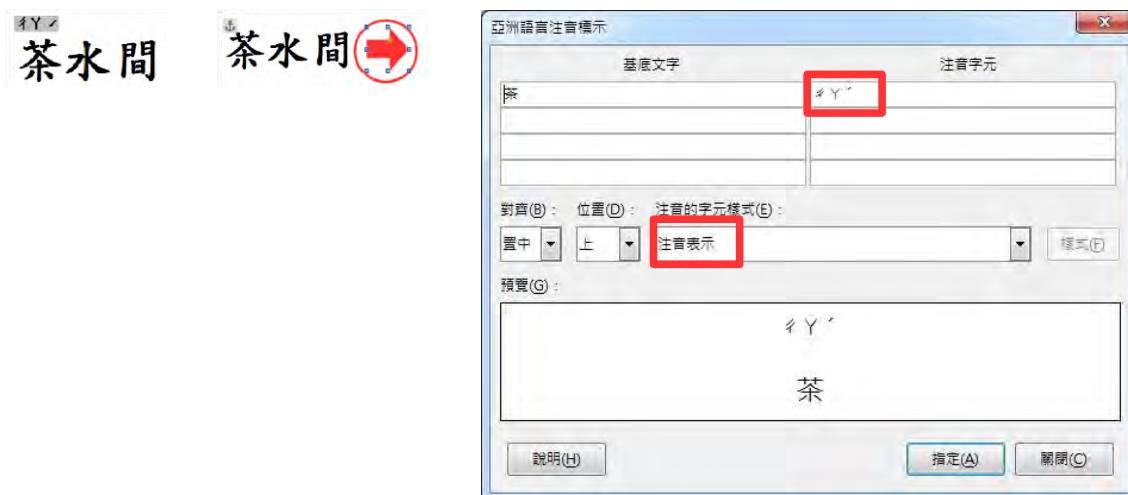 ㄔㄚˊ
茶水間
茶水間
亞洲語言注音標示
基底文字 注音字元
茶 ㄔㄚˊ
對齊(B)： 位置(D)： 注音的字元樣式(E)：
置中 上 注音表示 樣式(F)
預覽(G)：
ㄔㄚˊ
茶
說明(H) 指定(A) 關閉(C)